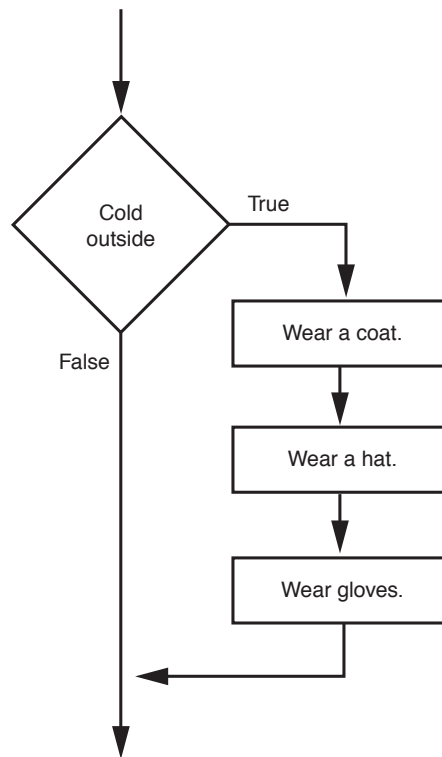 Cold
outside
True
Wear a coat.
False
Wear a hat.
Wear gloves.